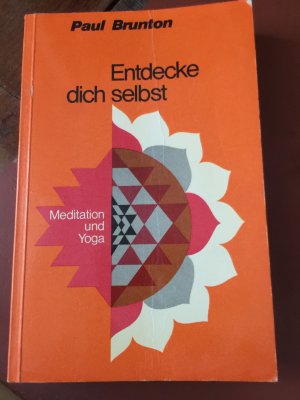 Paul Brunton
Entdecke
dich selbst
Meditation
und
Yoga